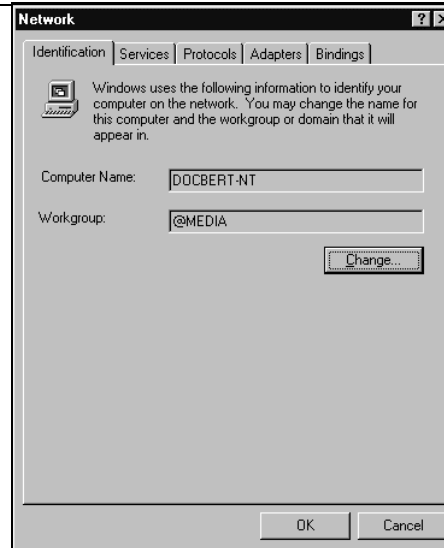 Network
Identification Services Protocols Adapters Bindings
Windows uses the following information to identify your
computer on the network. You may change the name for
this computer and the workgroup or domain that it will
appear in.
Computer Name: DOCBERT-NT
Workgroup: @MEDIA
Change...
OK Cancel